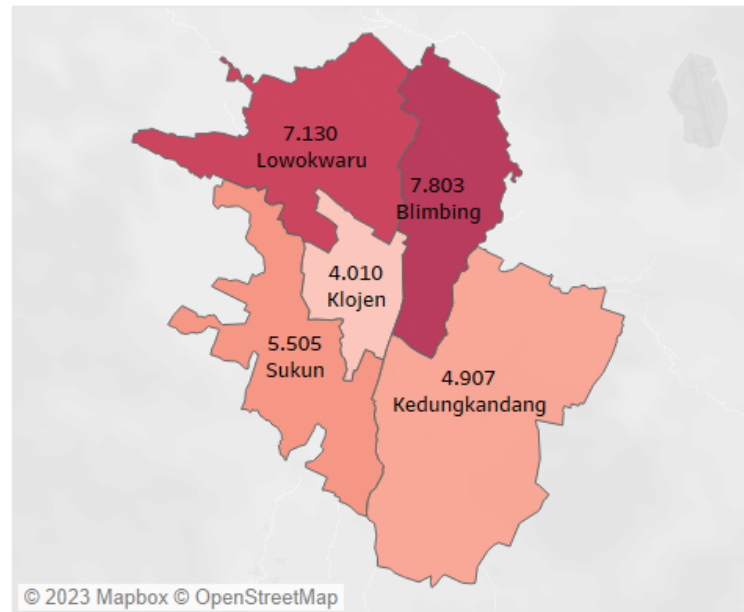 7.130
Lowokwaru
7.803
Blimbing
4.010
Klojen
5.505
Sukun
4.907
Kedungkandang
© 2023 Mapbox © OpenStreetMap